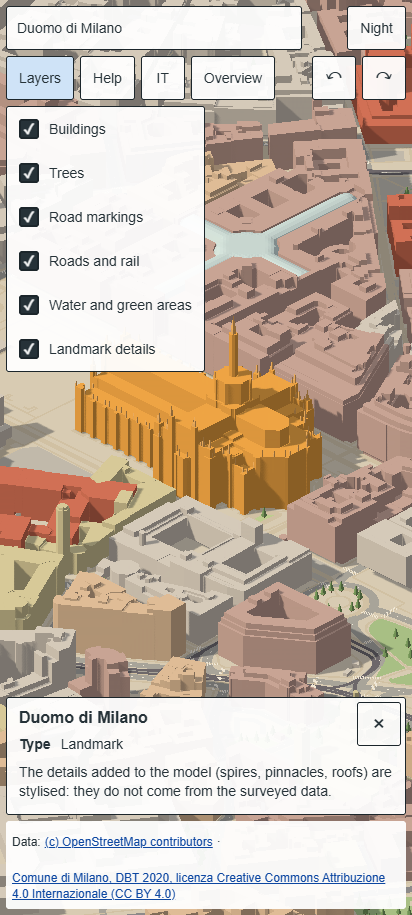 Duomo di Milano
Night
Layers
Help
IT
Overview
Buildings
Trees
Road markings
Roads and rail
Water and green areas
Landmark details
Duomo di Milano
Type Landmark
The details added to the model (spires, pinnacles, roofs) are
stylised: they do not come from the surveyed data.
Data: (c) OpenStreetMap contributors ·
Comune di Milano, DBT 2020, licenza Creative Commons Attribuzione
4.0 Internazionale (CC BY 4.0)